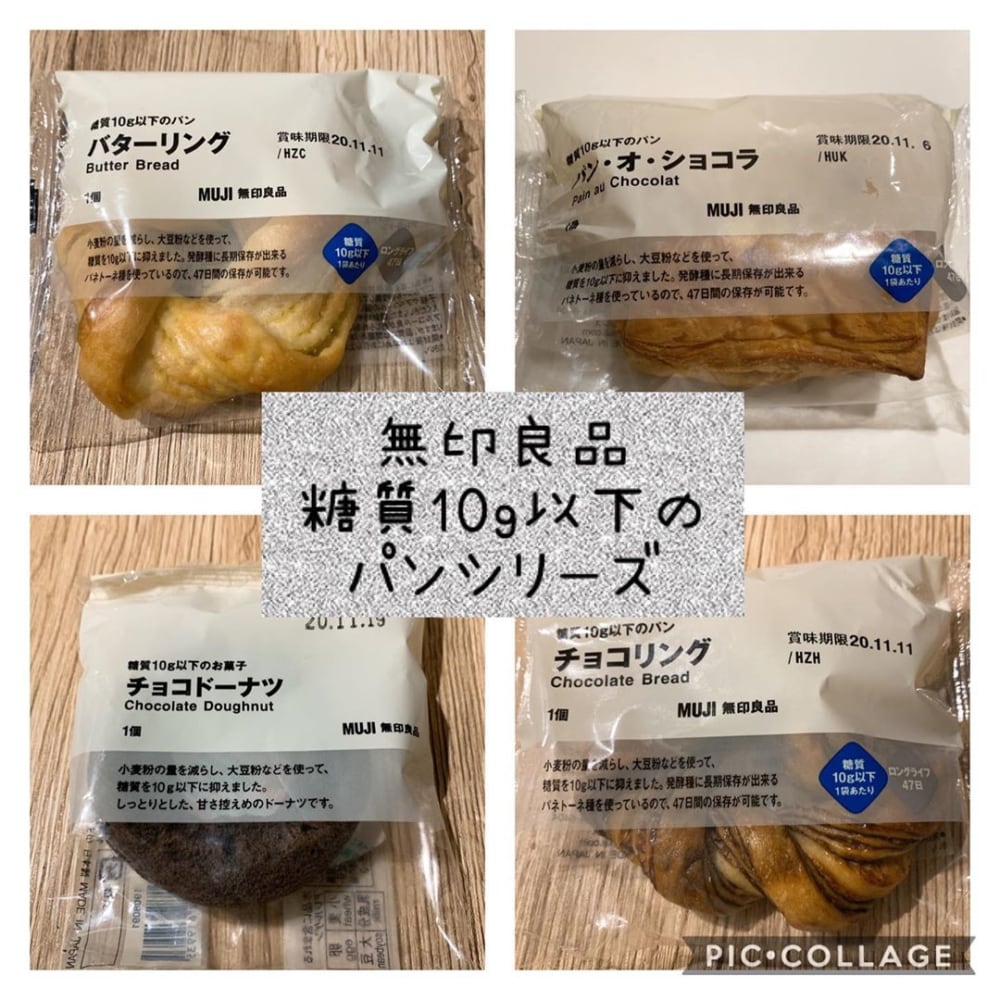 糖質10g以下のパン
バターリング
Butter Bread
賞味期限20.11.11
/HZC
1個
MUJI 無印良品
小麦粉の量を減らし、大豆粉などを使って、
糖質を10g以下に抑えました。発酵種に長期保存が出来る
パネトーネ種を使っているので、47日間の保存が可能です。
糖質
10g以下
1袋あたり
ロングライフ
47日
糖質10g以下のパン
パン・オ・ショコラ
Pain au Chocolat
賞味期限20.11. 6
/HUK
MUJI 無印良品
小麦粉の量を減らし、大豆粉などを使って、
糖質を10g以下に抑えました。発酵種に長期保存が出来る
パネトーネ種を使っているので、47日間の保存が可能です。
糖質
10g以下
1袋あたり
無印良品
糖質10g以下の
パンシリーズ
20.11.19
糖質10g以下のお菓子
チョコドーナツ
Chocolate Doughnut
1個
MUJI 無印良品
小麦粉の量を減らし、大豆粉などを使って、
糖質を10g以下に抑えました。
しっとりとした、甘さ控えめのドーナツです。
糖質10g以下のパン
チョコリング
Chocolate Bread
賞味期限20.11.11
/HZH
1個
MUJI 無印良品
小麦粉の量を減らし、大豆粉などを使って、
糖質を10g以下に抑えました。発酵種に長期保存が出来る
パネトーネ種を使っているので、47日間の保存が可能です。
糖質
10g以下
1袋あたり
ロングライフ
47日
PIC•COLLAGE